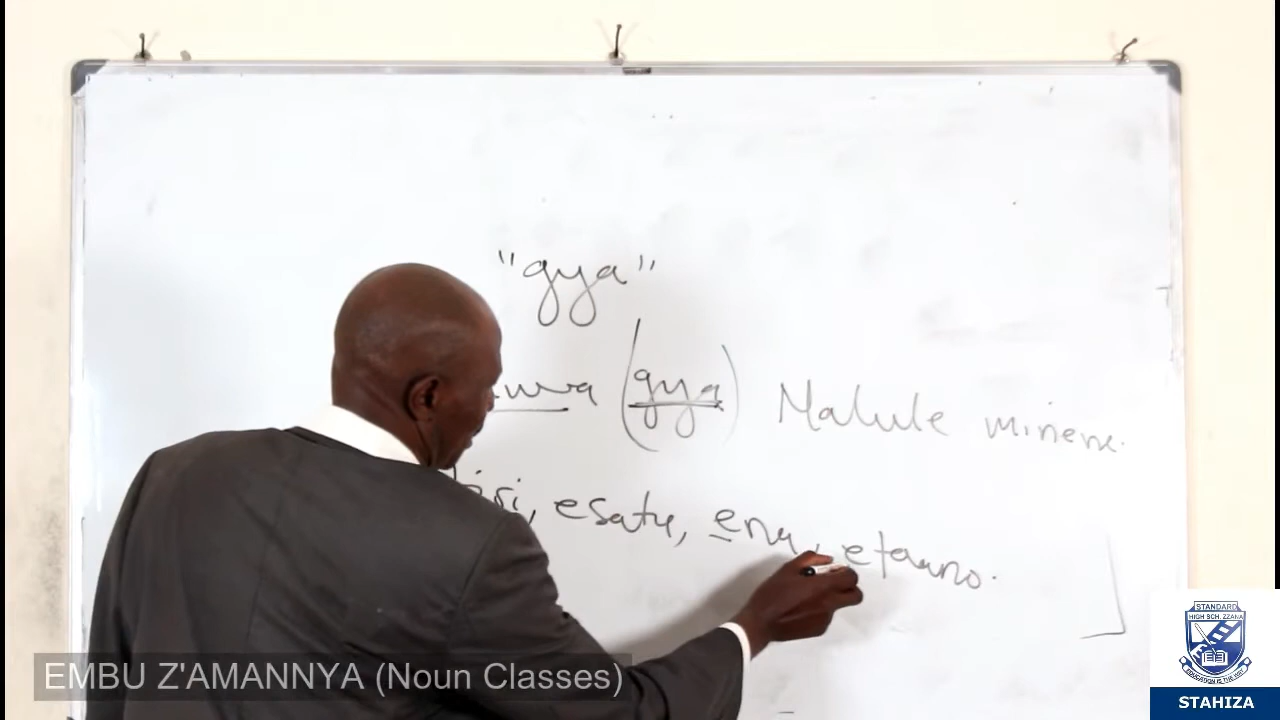 "gya"
(gya) Malule minene.
esatu, ena, etaano.
EMBU Z'AMANNYA (Noun Classes)
STANDARD
HIGH SCH. ZZANA
STAHIZA